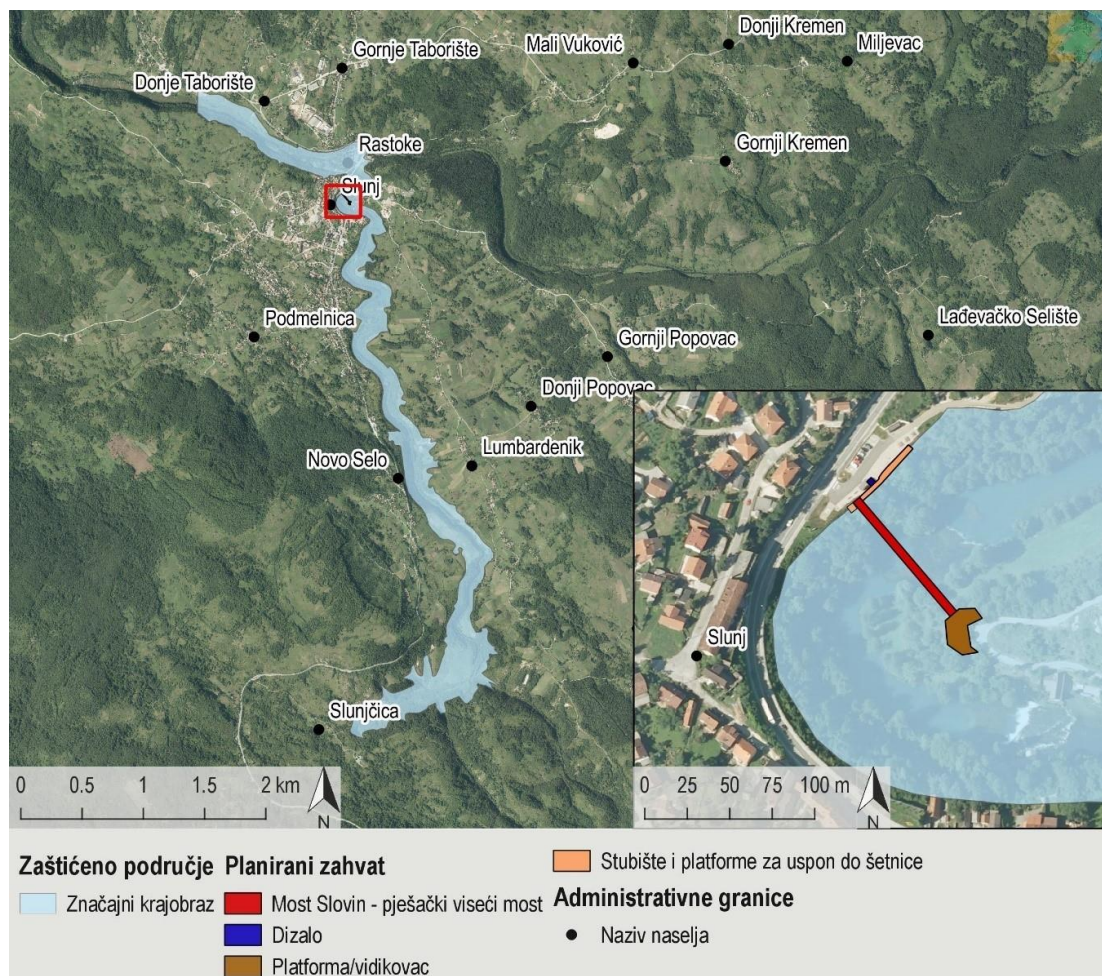 Donji Kremen
Gornje Taborište
Mali Vuković
Miljevac
Donje Taborište
Rastoke
Gornji Kremen
Slunj
Podmelnica
Lađevačko Selište
Gornji Popovac
Donji Popovac
Lumbardenik
Novo Selo
Slunj
Slunjčica
0 0.5 1 1.5 2 km
N
0 25 50 75 100 m
N
Zaštićeno područje
Značajni krajobraz
Planirani zahvat
Most Slovin - pješački viseći most
Dizalo
Platforma/vidikovac
Stubište i platforme za uspon do šetnice
Administrativne granice
Naziv naselja